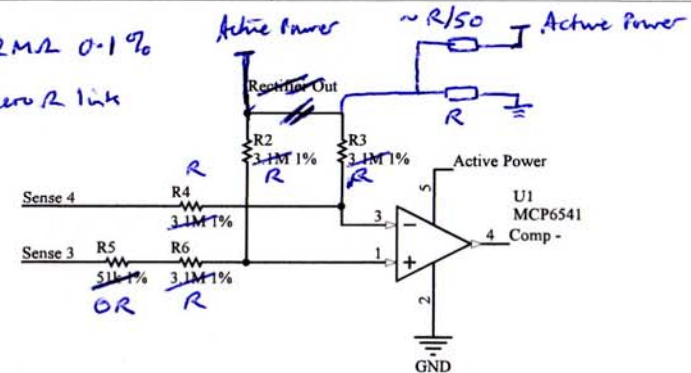 2MΩ 0.1%
zero R link
Active Power
~R/50
Active Power
Rectifier Out
R
R2
3.1M 1%
R
R3
3.1M 1%
R
Active Power
R
R4
3.1M 1%
Sense 4
5
U1
MCP6541
3
4
Comp -
Sense 3
R5
51k 1%
0R
R6
3.1M 1%
R
1
2
GND